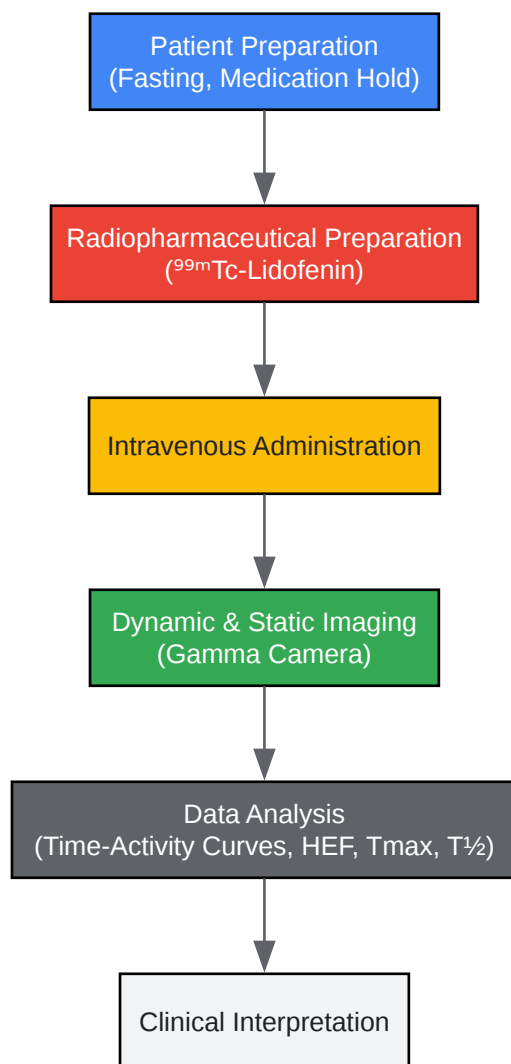 Patient Preparation
(Fasting, Medication Hold)
Radiopharmaceutical Preparation
(⁹⁹ᵐTc-Lidofenin)
Intravenous Administration
Dynamic & Static Imaging
(Gamma Camera)
Data Analysis
(Time-Activity Curves, HEF, Tmax, T½)
Clinical Interpretation